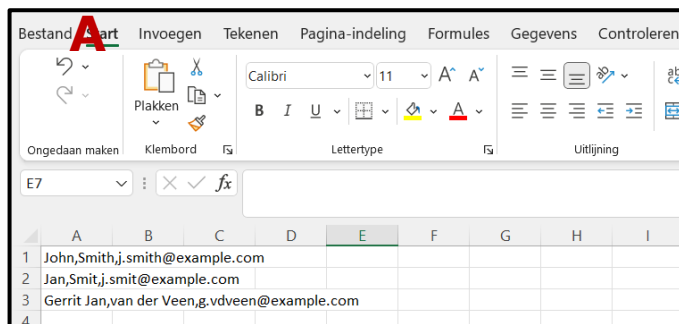 Bestand Start Invoegen Tekenen Pagina-indeling Formules Gegevens Controleren
A
Calibri 11 A A
Plakken
B I U A
Ongedaan maken Klembord Lettertype Uitlijning
E7 fx
A B C D E F G H I
1 John,Smith,j.smith@example.com
2 Jan,Smit,j.smit@example.com
3 Gerrit Jan,van der Veen,g.vdveen@example.com
4